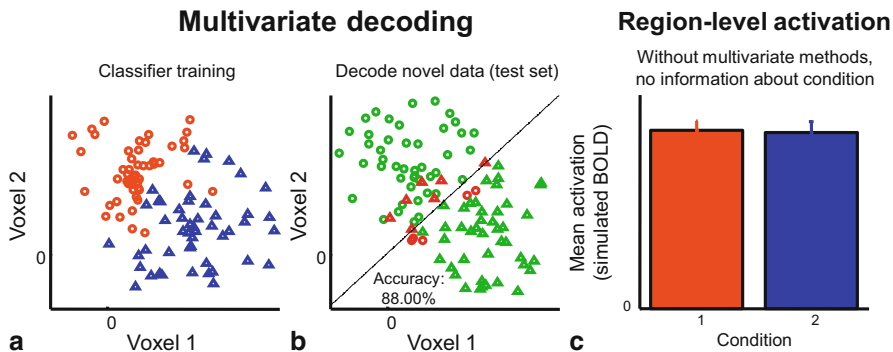 Multivariate decoding
Region-level activation
Classifier training
Decode novel data (test set)
Without multivariate methods,
no information about condition
Voxel 2
0
0
Voxel 1
a
Voxel 2
0
Accuracy:
88.00%
0
Voxel 1
b
Mean activation
(simulated BOLD)
0
1
2
Condition
c